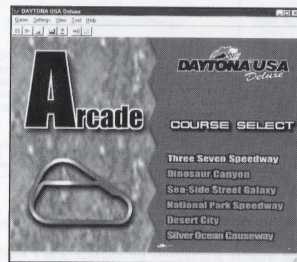 DAYTONA USA Deluxe
Game Settings View Tool Help
Arcade
DAYTONA USA
Deluxe
COURSE SELECT
Three Seven Speedway
Dinosaur Canyon
Sea-Side Street Galaxy
National Park Speedway
Desert City
Silver Ocean Causeway